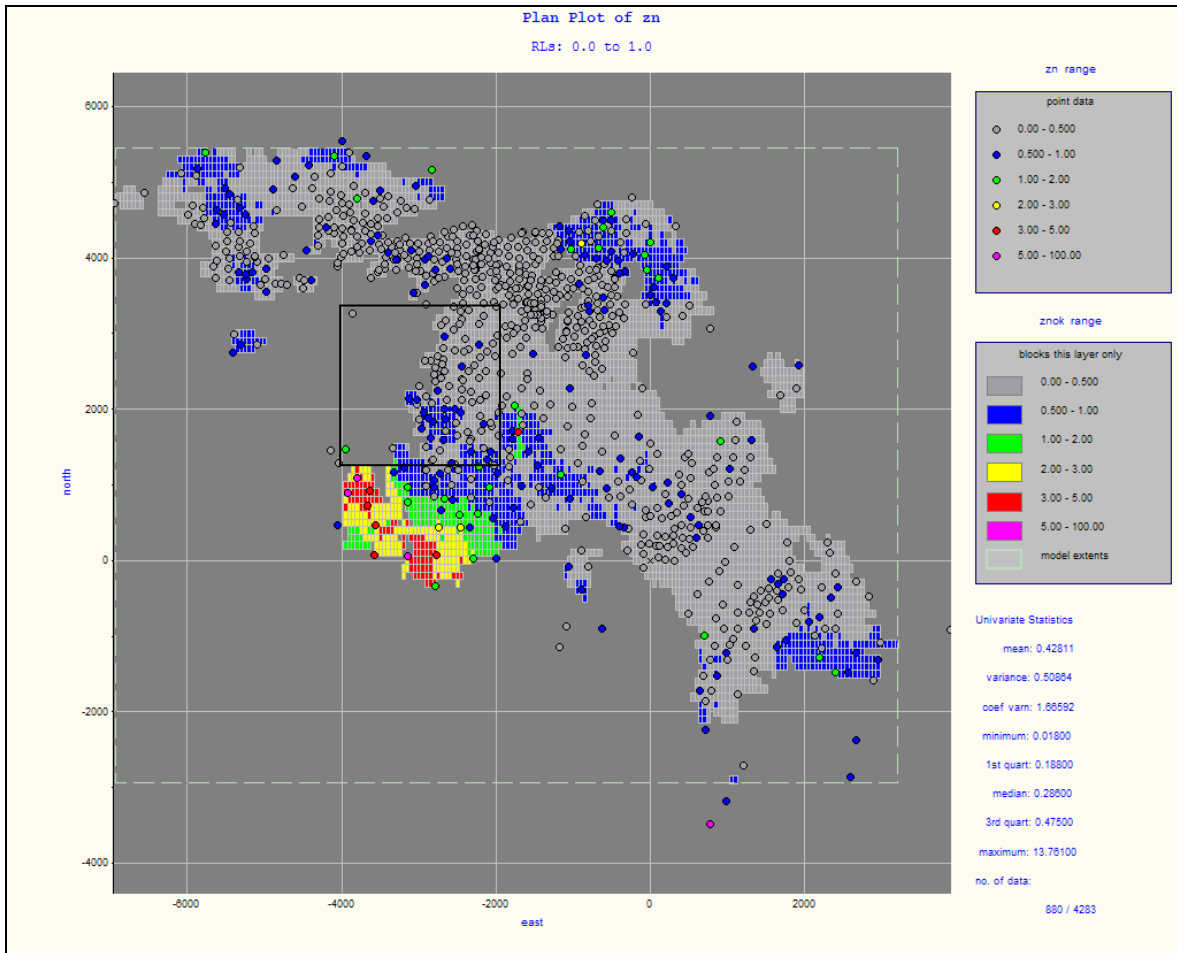 Plan Plot of zn
RLs: 0.0 to 1.0
zn range
point data
0.00 - 0.500
0.500 - 1.00
1.00 - 2.00
2.00 - 3.00
3.00 - 5.00
5.00 - 100.00
znok range
blocks this layer only
0.00 - 0.500
0.500 - 1.00
1.00 - 2.00
2.00 - 3.00
3.00 - 5.00
5.00 - 100.00
model extents
Univariate Statistics
mean: 0.42811
variance: 0.50864
coef varn: 1.66592
minimum: 0.01800
1st quart: 0.18800
median: 0.28600
3rd quart: 0.47500
maximum: 13.76100
no. of data:
880 / 4283
6000
4000
2000
0
-2000
-4000
north
-6000
-4000
-2000
0
2000
east